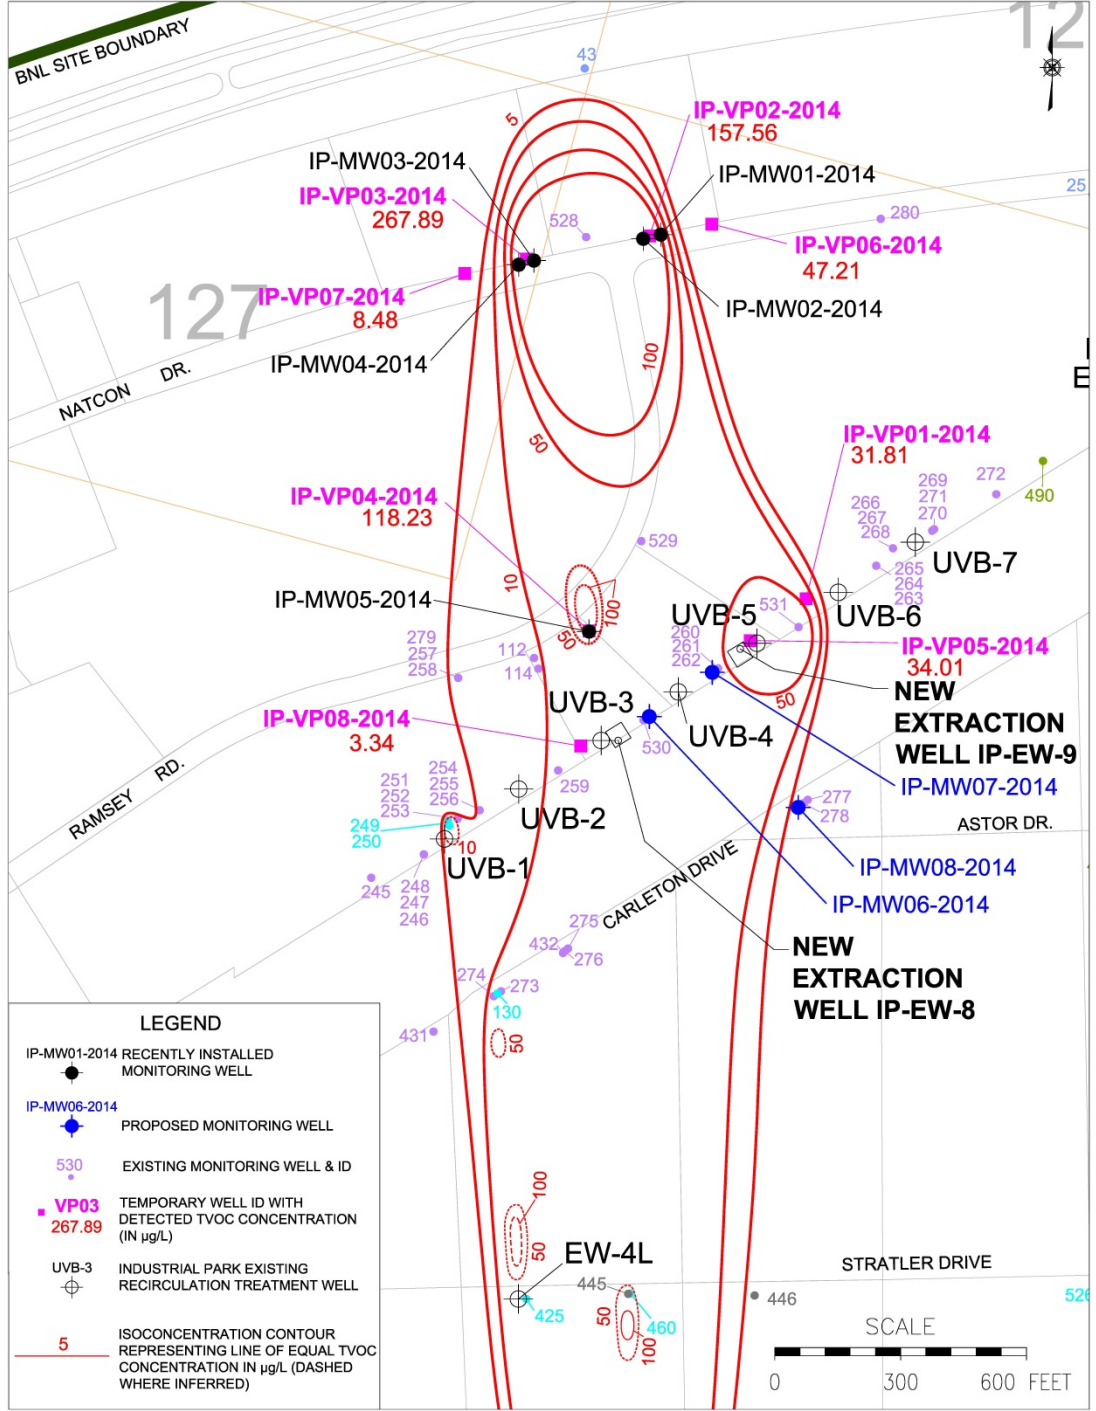 BNL SITE BOUNDARY
12
43
5
IP-VP02-2014
157.56
IP-MW03-2014
IP-MW01-2014
IP-VP03-2014
267.89
25
528
280
IP-VP06-2014
47.21
127
IP-VP07-2014
8.48
IP-MW02-2014
IP-MW04-2014
100
E
NATCON DR.
50
IP-VP01-2014
31.81
IP-VP04-2014
118.23
272
269
271
270
490
266
267
268
529
UVB-7
265
264
263
10
100
IP-MW05-2014
50
UVB-5
531
UVB-6
260
261
262
279
257
258
112
114
IP-VP05-2014
34.01
NEW
EXTRACTION
WELL IP-EW-9
50
UVB-3
IP-VP08-2014
3.34
UVB-4
530
RAMSEY RD.
251
252
253
254
255
256
259
IP-MW07-2014
277
278
249
250
UVB-2
ASTOR DR.
10
UVB-1
IP-MW08-2014
245
248
247
246
CARLETON DRIVE
IP-MW06-2014
275
432
276
NEW
EXTRACTION
WELL IP-EW-8
274
273
130
431
50
LEGEND
IP-MW01-2014 RECENTLY INSTALLED
MONITORING WELL
IP-MW06-2014
PROPOSED MONITORING WELL
530
EXISTING MONITORING WELL & ID
VP03
267.89
TEMPORARY WELL ID WITH
DETECTED TVOC CONCENTRATION
(IN µg/L)
UVB-3
INDUSTRIAL PARK EXISTING
RECIRCULATION TREATMENT WELL
5
ISOCONCENTRATION CONTOUR
REPRESENTING LINE OF EQUAL TVOC
CONCENTRATION IN µg/L (DASHED
WHERE INFERRED)
100
50
EW-4L
STRATLER DRIVE
445
446
526
425
50
460
100
SCALE
0 300 600 FEET